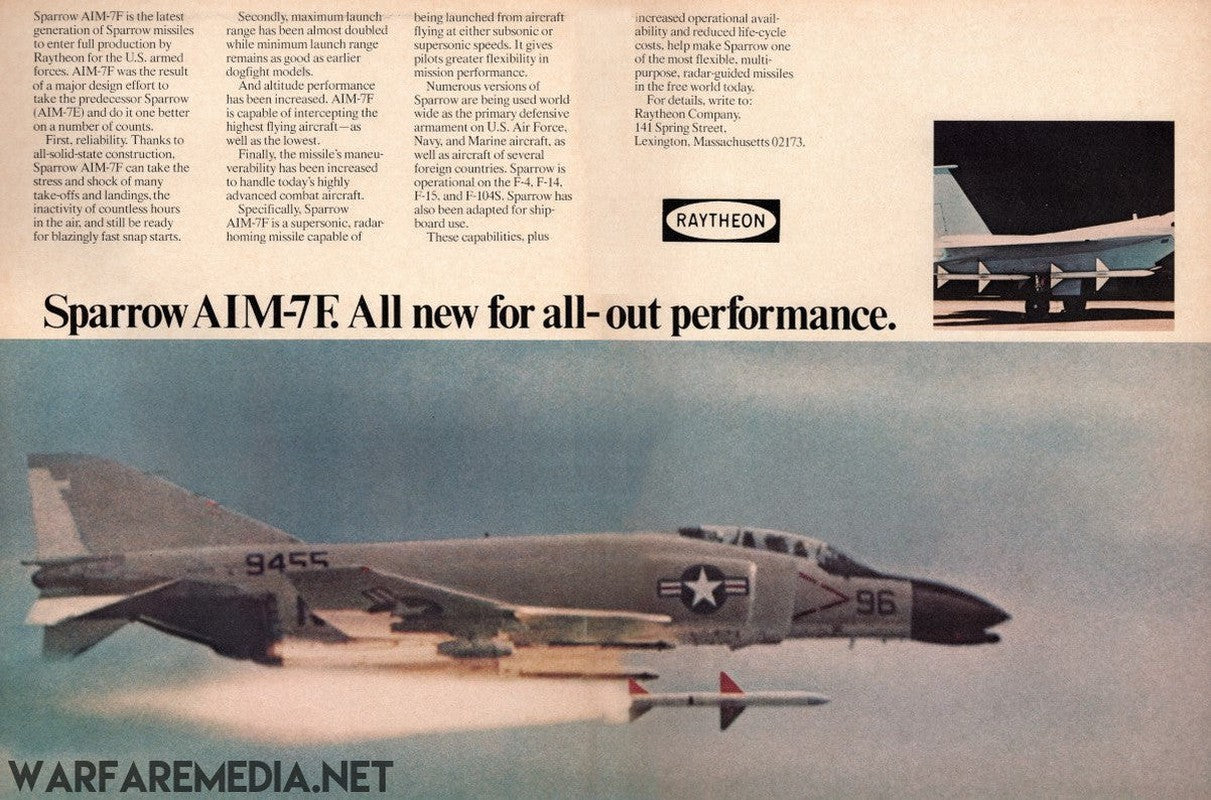 Sparrow AIM-7F is the latest
generation of Sparrow missiles
to enter full production by
Raytheon for the U.S. armed
forces. AIM-7F was the result
of a major design effort to
take the predecessor Sparrow
(AIM-7E) and do it one better
on a number of counts.
First, reliability. Thanks to
all-solid-state construction,
Sparrow AIM-7F can take the
stress and shock of many
take-offs and landings, the
inactivity of countless hours
in the air, and still be ready
for blazingly fast snap starts.
Secondly, maximum launch
range has been almost doubled
while minimum launch range
remains as good as earlier
dogfight models.
And altitude performance
has been increased. AIM-7F
is capable of intercepting the
highest flying aircraft—as
well as the lowest.
Finally, the missile's maneu-
verability has been increased
to handle today's highly
advanced combat aircraft.
Specifically, Sparrow
AIM-7F is a supersonic, radar-
homing missile capable of
being launched from aircraft
flying at either subsonic or
supersonic speeds. It gives
pilots greater flexibility in
mission performance.
Numerous versions of
Sparrow are being used world
wide as the primary defensive
armament on U.S. Air Force,
Navy, and Marine aircraft, as
well as aircraft of several
foreign countries. Sparrow is
operational on the F-4, F-14,
F-15, and F-104S. Sparrow has
also been adapted for ship-
board use.
These capabilities, plus
increased operational avail-
ability and reduced life-cycle
costs, help make Sparrow one
of the most flexible, multi-
purpose, radar-guided missiles
in the free world today.
For details, write to:
Raytheon Company,
141 Spring Street,
Lexington, Massachusetts 02173.
RAYTHEON
Sparrow AIM-7F. All new for all-out performance.
9455
96
WARFAREMEDIA.NET